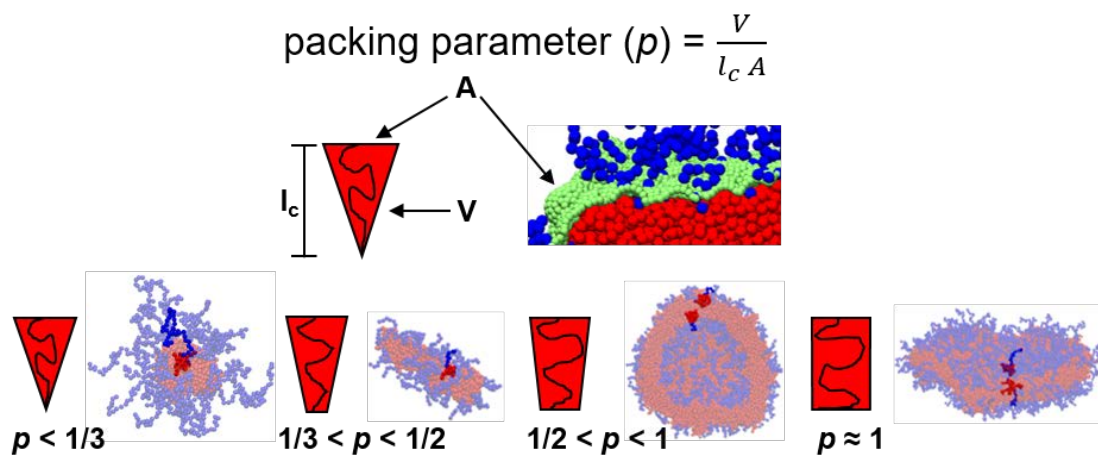 packing parameter (p) = V / l_c A
A
l_c
V
p < 1/3
1/3 < p < 1/2
1/2 < p < 1
p ≈ 1